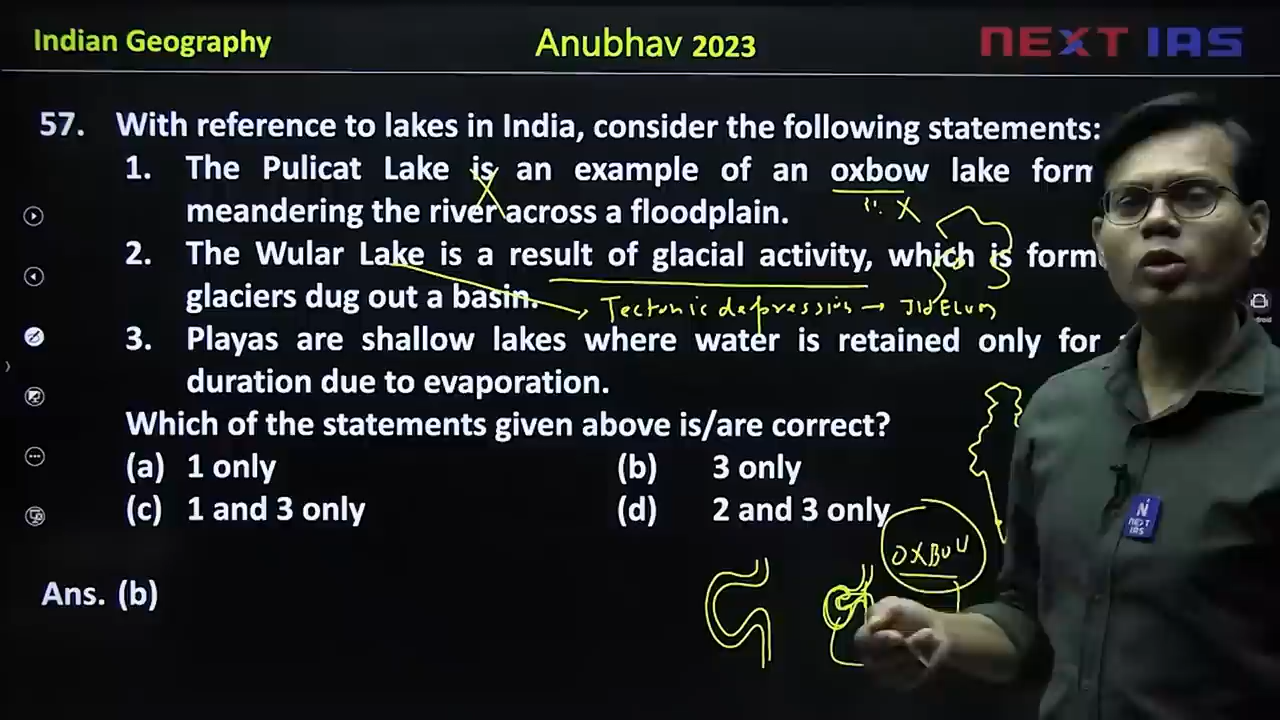 Indian Geography
Anubhav 2023
NEXT IAS
57. With reference to lakes in India, consider the following statements:
1. The Pulicat Lake is an example of an oxbow lake form
X
meandering the river across a floodplain.
X
2. The Wular Lake is a result of glacial activity, which is form
glaciers dug out a basin.
Tectonic depression → JHELUM
3. Playas are shallow lakes where water is retained only for
duration due to evaporation.
Which of the statements given above is/are correct?
(a) 1 only (b) 3 only
(c) 1 and 3 only (d) 2 and 3 only
OXBOW
Ans. (b)
N
NEXT
IAS